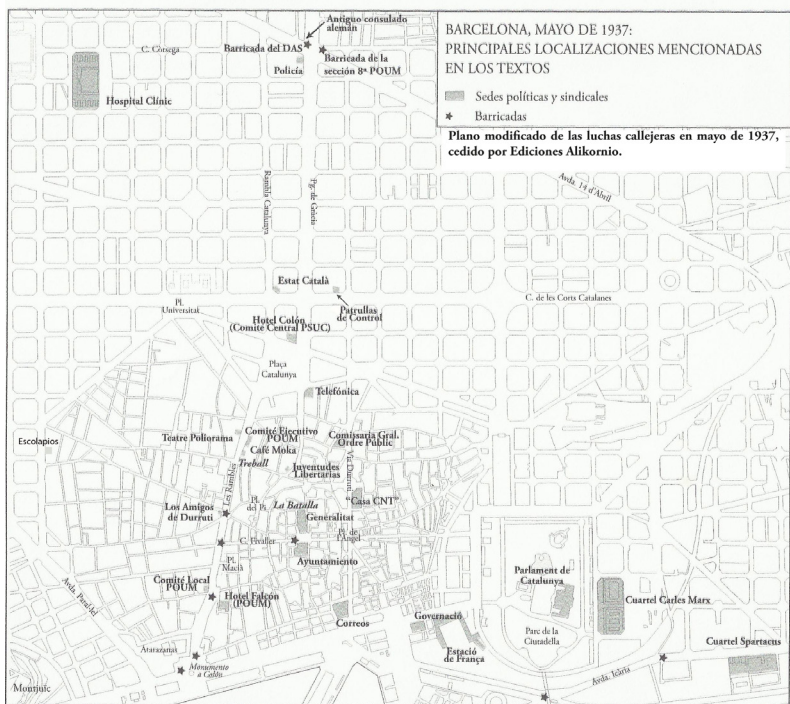 BARCELONA, MAYO DE 1937:
PRINCIPALES LOCALIZACIONES MENCIONADAS
EN LOS TEXTOS
Sedes políticas y sindicales
Barricadas
Plano modificado de las luchas callejeras en mayo de 1937,
cedido por Ediciones Alikornio.
Antiguo consulado
alemán
Barricada del DAS
C. Còrsega
Barricada de la
sección 8ª POUM
Policía
Hospital Clínic
Avda. 14 d'Abril
Rambla Catalunya
Pg. de Gràcia
Estat Català
Patrullas
de Control
C. de les Corts Catalanes
Pl.
Universitat
Hotel Colón
(Comité Central PSUC)
Plaça
Catalunya
Telefónica
Escolapios
Teatre Poliorama
Comité Ejecutivo
POUM
Café Moka
Treball
Comissaria Gral.
Ordre Públic
Juventudes
Libertarias
Via Durruti
Les Rambles
"Casa CNT"
Pl.
del Pi
La Batalla
Los Amigos
de Durruti
Generalitat
Pl. de
l'Àngel
C. Fivaller
Ayuntamiento
Pl.
Macià
Parlament de
Catalunya
Comité Local
POUM
Hotel Falcón
(POUM)
Cuartel Carles Marx
Avda. Paral·lel
Correos
Governació
Parc de la
Ciutadella
Cuartel Spartacus
Estació
de França
Atarazanas
Monumento
a Colón
Avda. Icària
Montjuïc